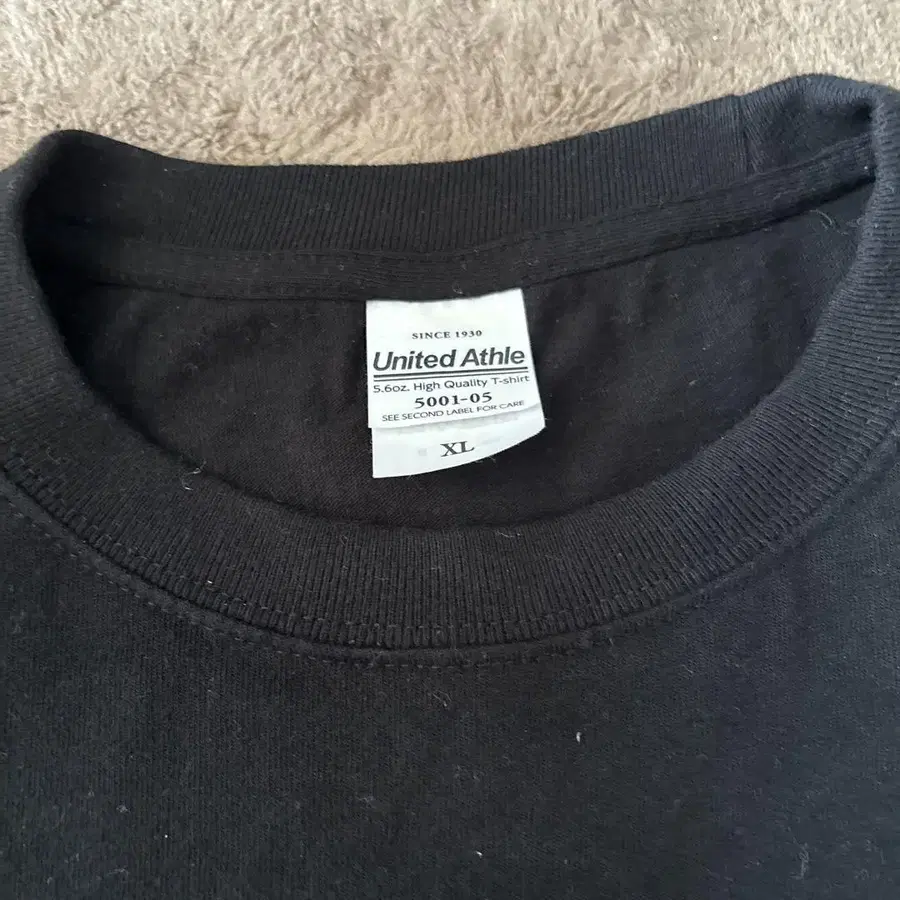 SINCE 1930
United Athle
5.6oz. High Quality T-shirt
5001-05
SEE SECOND LABEL FOR CARE
XL